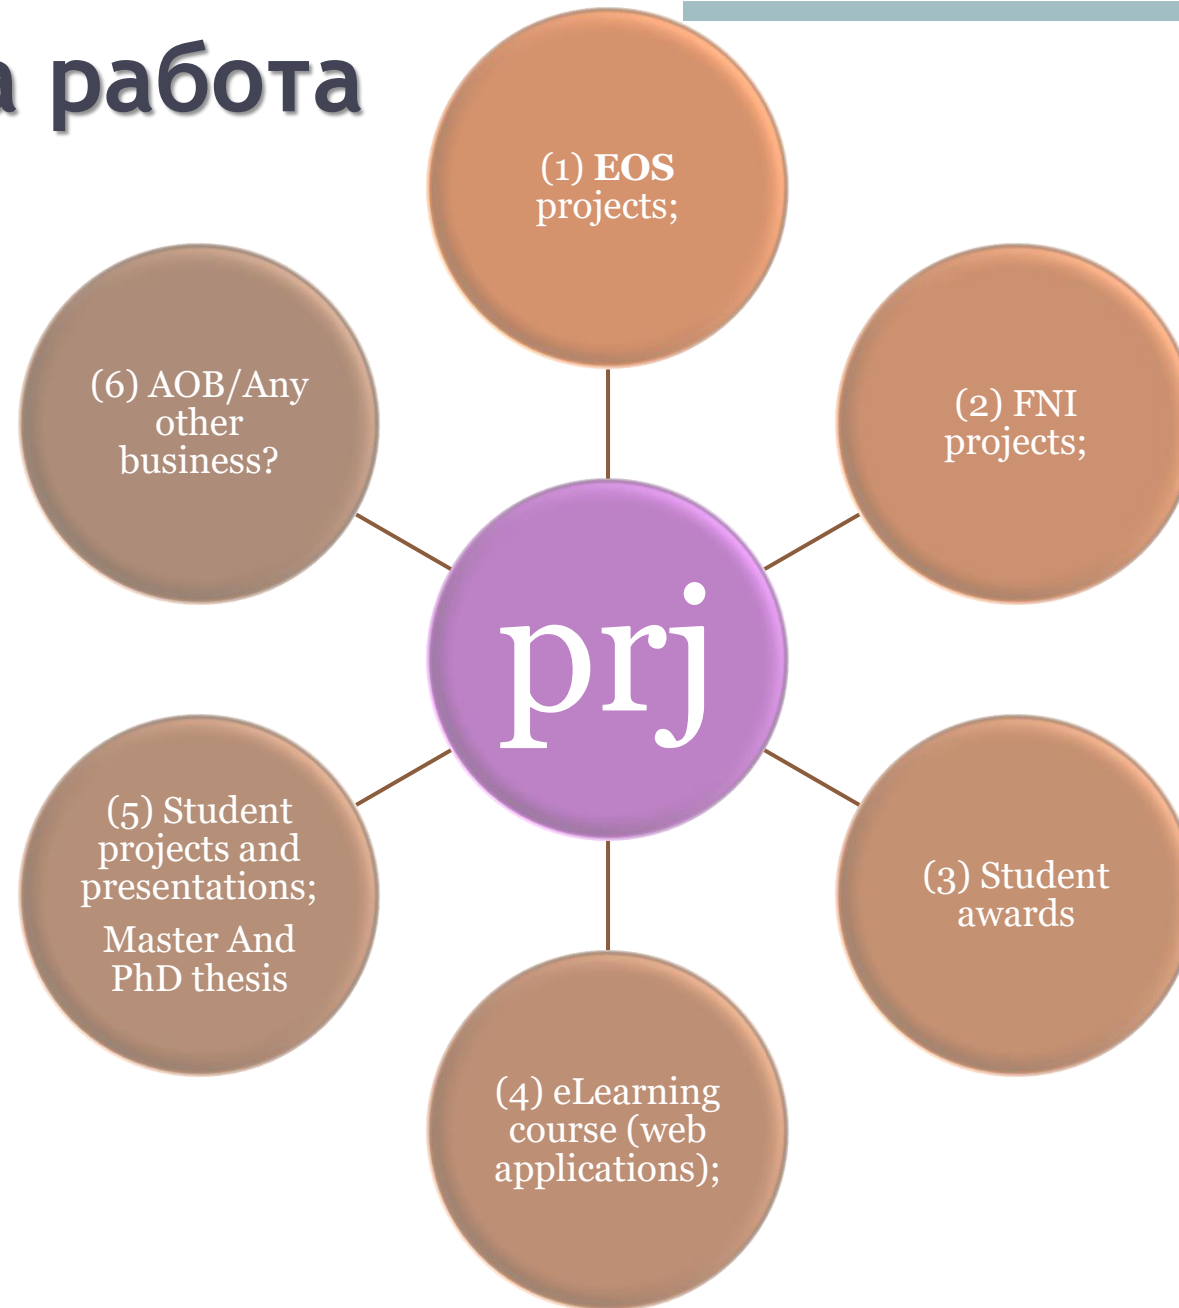 а работа
(1) EOS
projects;
(2) FNI
projects;
(3) Student
awards
(4) eLearning
course (web
applications);
(5) Student
projects and
presentations;
Master And
PhD thesis
(6) AOB/Any
other
business?
prj